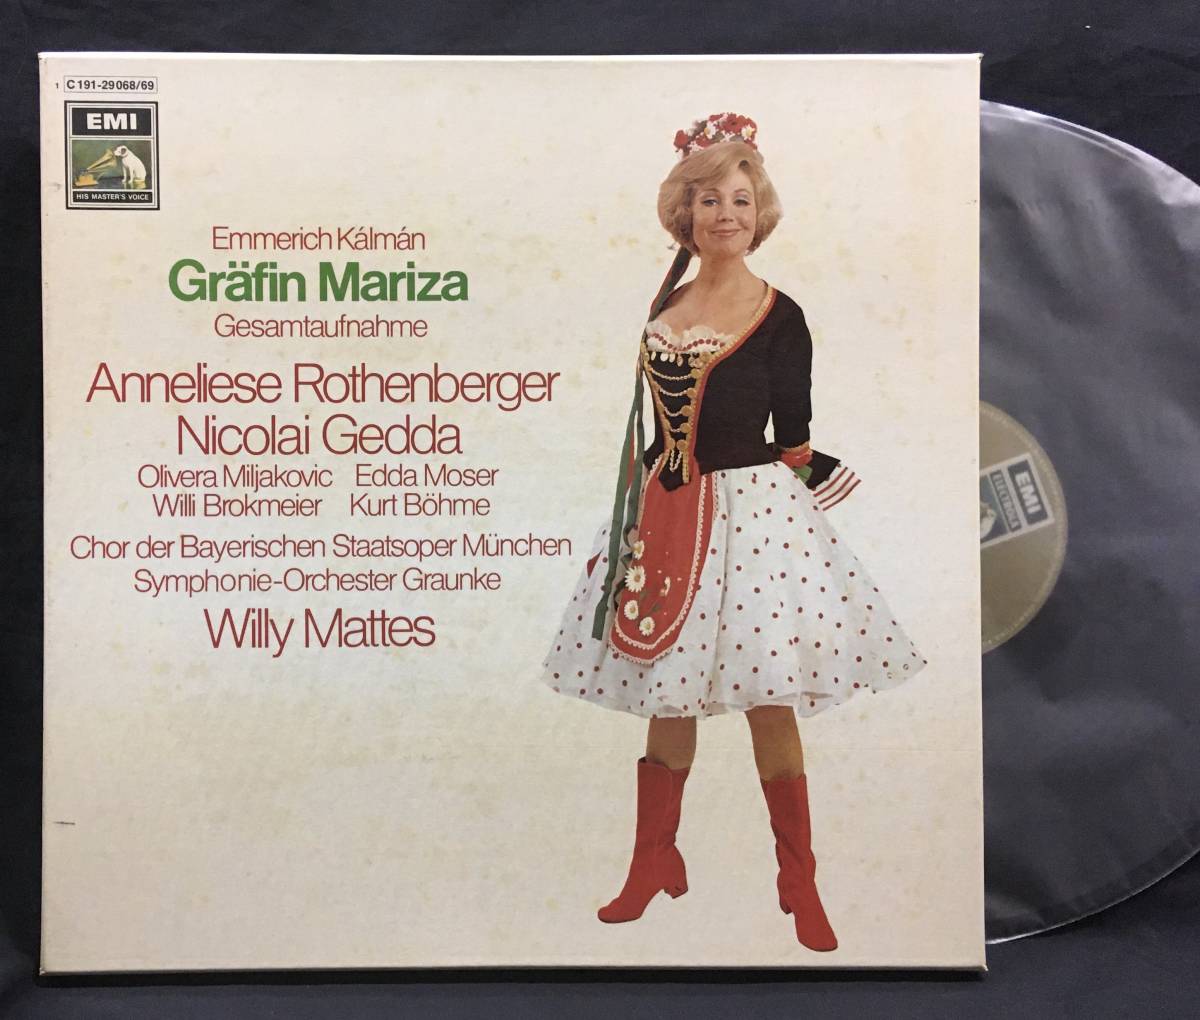 1 C 191-29 068/69
EMI
HIS MASTER'S VOICE
Emmerich Kálmán
Gräfin Mariza
Gesamtaufnahme
Anneliese Rothenberger
Nicolai Gedda
Olivera Miljakovic Edda Moser
Willi Brokmeier Kurt Böhme
Chor der Bayerischen Staatsoper München
Symphonie-Orchester Graunke
Willy Mattes
EMI
ELECTROLA